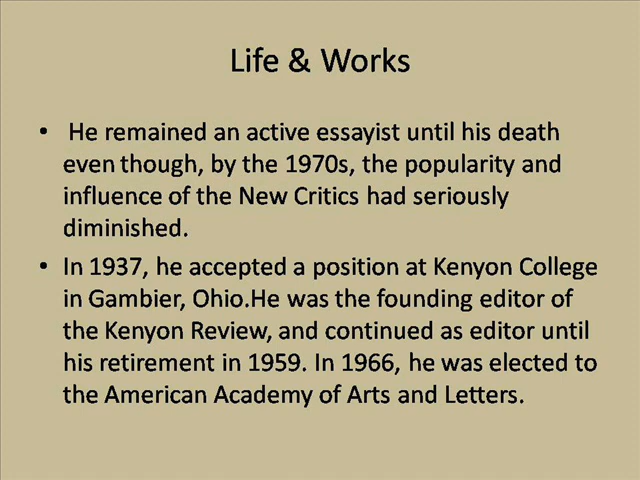 Life & Works
• He remained an active essayist until his death
even though, by the 1970s, the popularity and
influence of the New Critics had seriously
diminished.
• In 1937, he accepted a position at Kenyon College
in Gambier, Ohio.He was the founding editor of
the Kenyon Review, and continued as editor until
his retirement in 1959. In 1966, he was elected to
the American Academy of Arts and Letters.